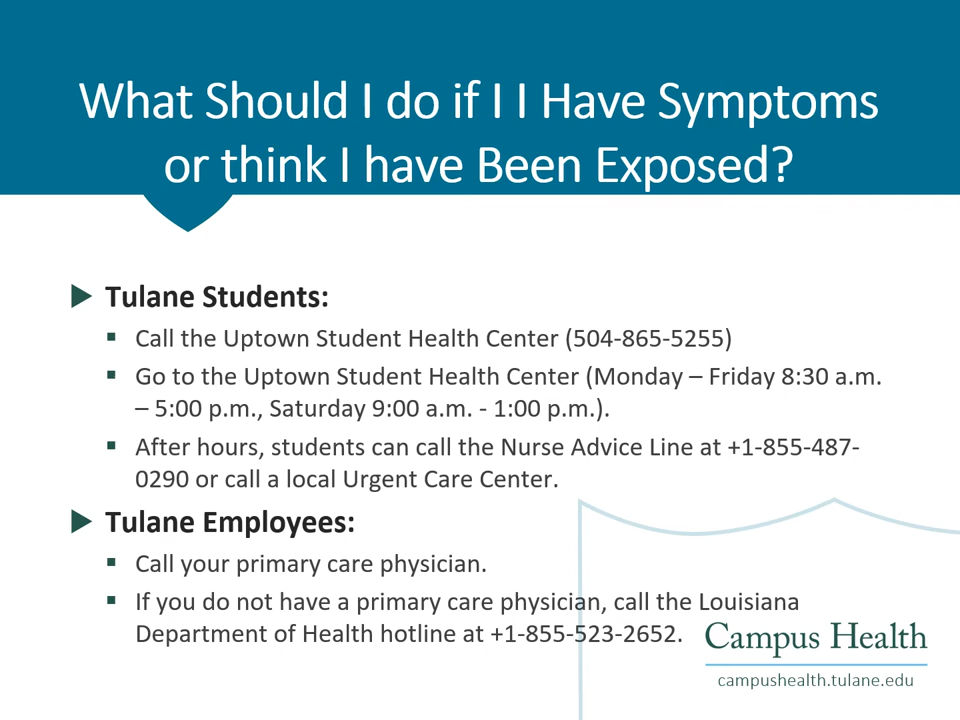 What Should I do if I I Have Symptoms
or think I have Been Exposed?
Tulane Students:
Call the Uptown Student Health Center (504-865-5255)
Go to the Uptown Student Health Center (Monday – Friday 8:30 a.m.
– 5:00 p.m., Saturday 9:00 a.m. - 1:00 p.m.).
After hours, students can call the Nurse Advice Line at +1-855-487-
0290 or call a local Urgent Care Center.
Tulane Employees:
Call your primary care physician.
If you do not have a primary care physician, call the Louisiana
Department of Health hotline at +1-855-523-2652.
Campus Health
campushealth.tulane.edu